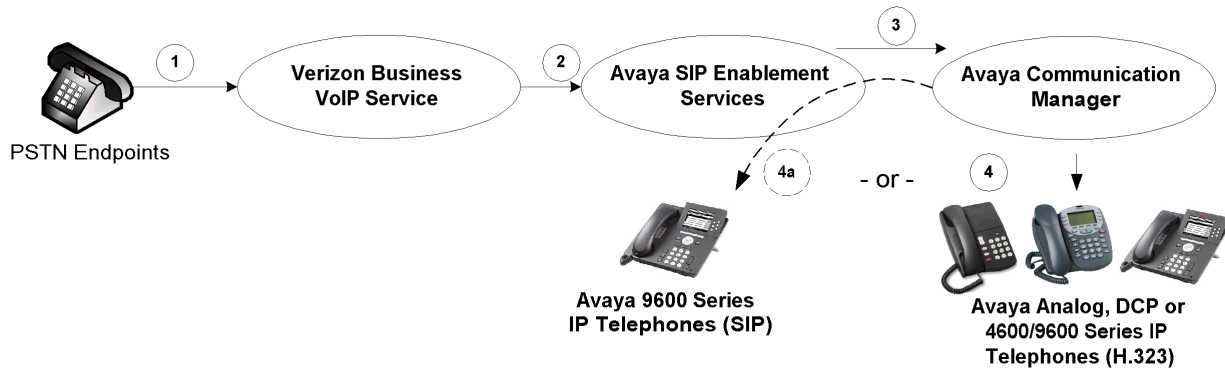 1
2
3
Verizon Business
VoIP Service
Avaya SIP Enablement
Services
Avaya Communication
Manager
PSTN Endpoints
4a
- or -
4
Avaya 9600 Series
IP Telephones (SIP)
Avaya Analog, DCP or
4600/9600 Series IP
Telephones (H.323)